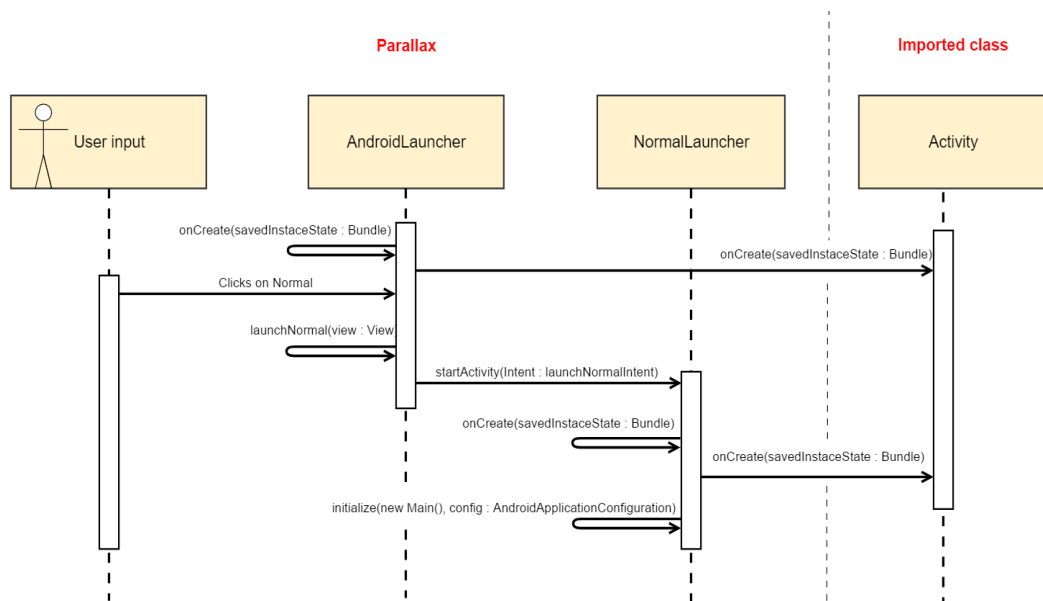 Parallax
Imported class
User input
AndroidLauncher
NormalLauncher
Activity
onCreate(savedInstaceState : Bundle)
onCreate(savedInstaceState : Bundle)
Clicks on Normal
launchNormal(view : View)
startActivity(Intent : launchNormalIntent)
onCreate(savedInstaceState : Bundle)
onCreate(savedInstaceState : Bundle)
initialize(new Main(), config : AndroidApplicationConfiguration)